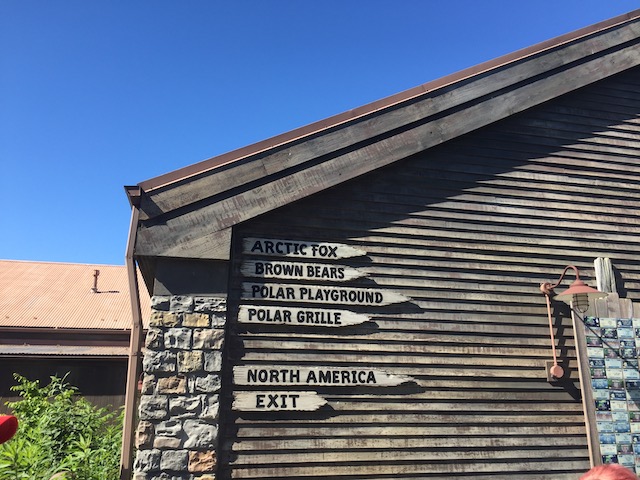 ARCTIC FOX
BROWN BEARS
POLAR PLAYGROUND
POLAR GRILLE
NORTH AMERICA
EXIT